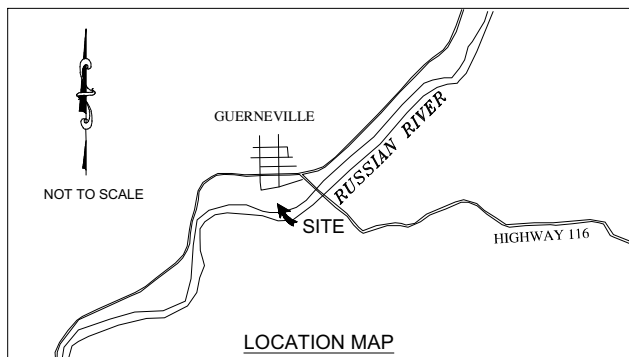 GUERNEVILLE
RUSSIAN RIVER
NOT TO SCALE
SITE
HIGHWAY 116
LOCATION MAP